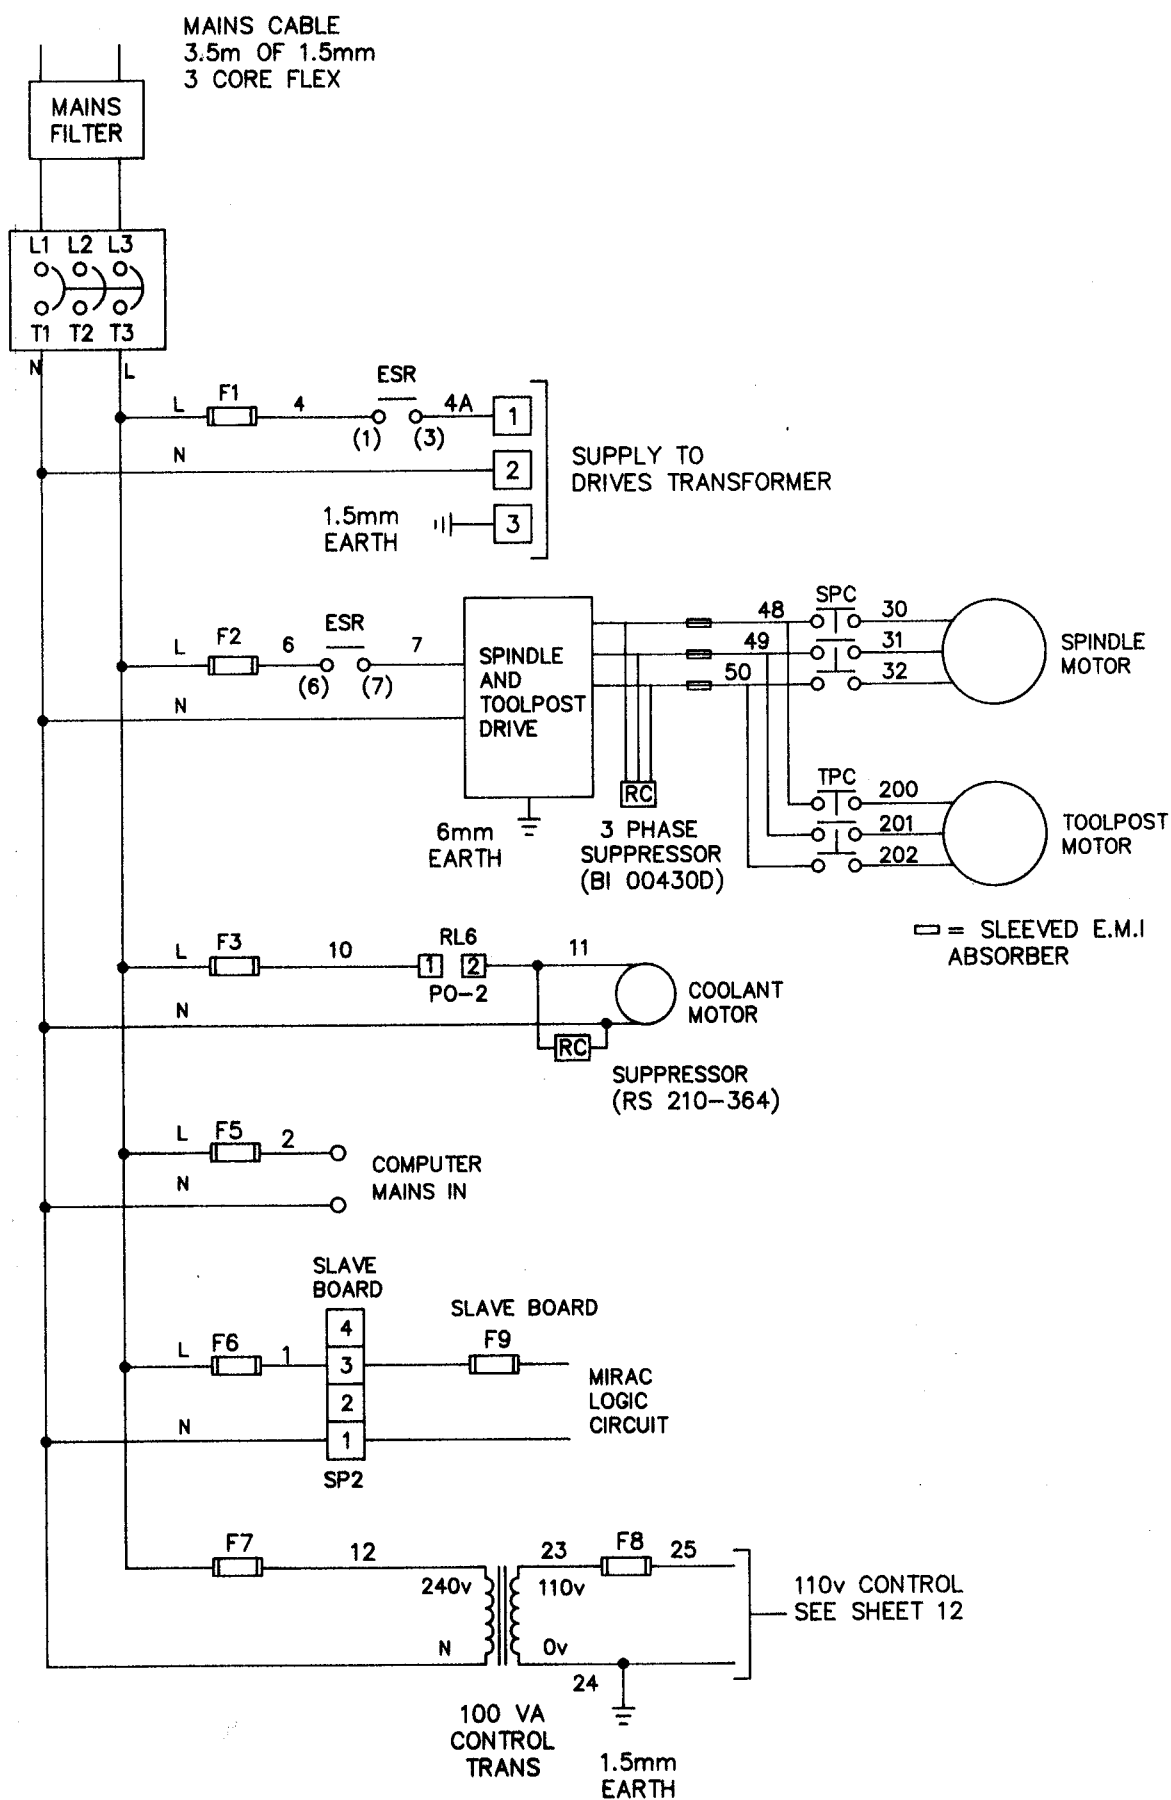 MAINS CABLE
3.5m OF 1.5mm
3 CORE FLEX
MAINS
FILTER
L1 L2 L3
T1 T2 T3
N L
L F1 4 ESR 4A 1
(1) (3)
N 2
SUPPLY TO
DRIVES TRANSFORMER
1.5mm
EARTH
3
L F2 6 ESR 7
(6) (7)
N
SPINDLE
AND
TOOLPOST
DRIVE
6mm
EARTH
48 SPC 30
49 31
50 32
SPINDLE
MOTOR
RC
3 PHASE
SUPPRESSOR
(BI 00430D)
TPC 200
201
202
TOOLPOST
MOTOR
= SLEEVED E.M.I
ABSORBER
L F3 10 RL6 11
1 2
PO-2
N
COOLANT
MOTOR
RC
SUPPRESSOR
(RS 210-364)
L F5 2
N
COMPUTER
MAINS IN
SLAVE
BOARD
SLAVE BOARD
4
L F6 1 3 F9
2
N 1
SP2
MIRAC
LOGIC
CIRCUIT
F7 12 23 F8 25
240v 110v
N 0v
24
110v CONTROL
SEE SHEET 12
100 VA
CONTROL
TRANS
1.5mm
EARTH